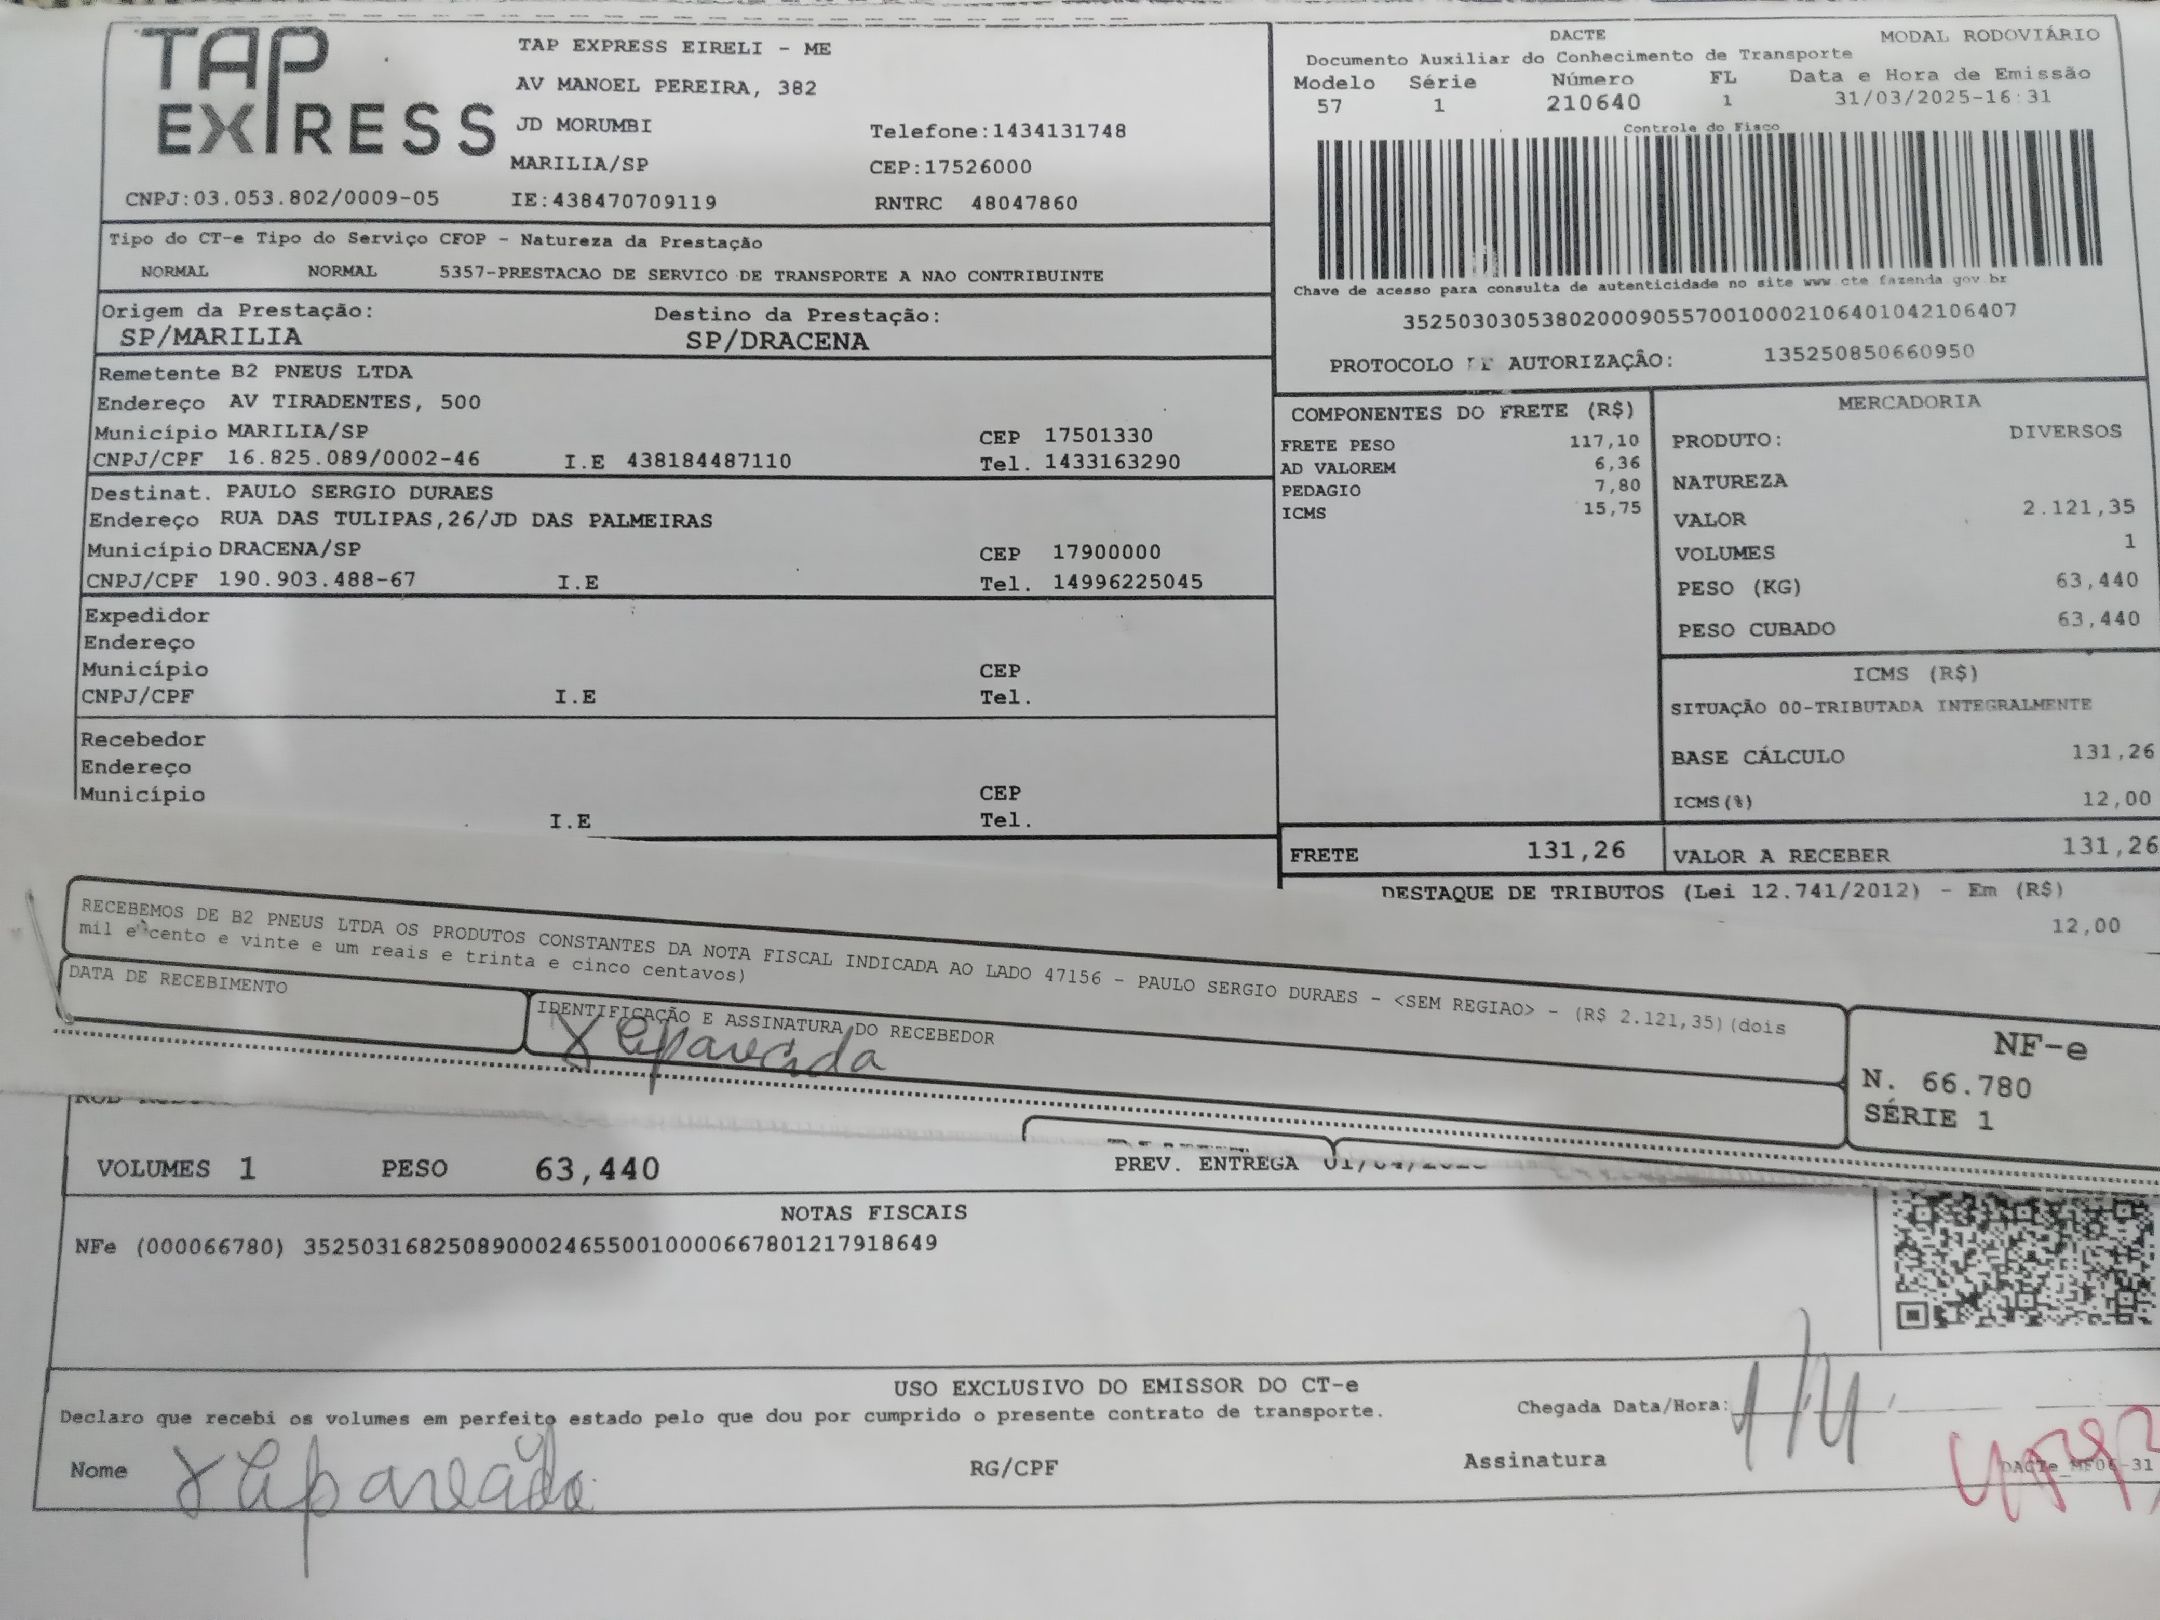 TAP EXPRESS
TAP EXPRESS EIRELI - ME
AV MANOEL PEREIRA, 382
JD MORUMBI Telefone:1434131748
MARILIA/SP CEP:17526000
CNPJ:03.053.802/0009-05 IE:438470709119 RNTRC 48047860
DACTE MODAL RODOVIÁRIO
Documento Auxiliar do Conhecimento de Transporte
Modelo Série Número FL Data e Hora de Emissão
57 1 210640 1 31/03/2025-16:31
Controle do Fisco
Chave de acesso para consulta de autenticidade no site www.cte.fazenda.gov.br
35250303053802000905570010002106401042106407
PROTOCOLO DE AUTORIZAÇÃO: 135250850660950
Tipo do CT-e Tipo do Serviço CFOP - Natureza da Prestação
NORMAL NORMAL 5357-PRESTACAO DE SERVICO DE TRANSPORTE A NAO CONTRIBUINTE
Origem da Prestação: Destino da Prestação:
SP/MARILIA SP/DRACENA
Remetente B2 PNEUS LTDA
Endereço AV TIRADENTES, 500
Município MARILIA/SP CEP 17501330
CNPJ/CPF 16.825.089/0002-46 I.E 438184487110 Tel. 1433163290
Destinat. PAULO SERGIO DURAES
Endereço RUA DAS TULIPAS,26/JD DAS PALMEIRAS
Município DRACENA/SP CEP 17900000
CNPJ/CPF 190.903.488-67 I.E Tel. 14996225045
Expedidor
Endereço
Município CEP
CNPJ/CPF I.E Tel.
Recebedor
Endereço
Município CEP
I.E Tel.
COMPONENTES DO FRETE (R$)
FRETE PESO 117,10
AD VALOREM 6,36
PEDAGIO 7,80
ICMS 15,75
MERCADORIA
PRODUTO: DIVERSOS
NATUREZA
VALOR 2.121,35
VOLUMES 1
PESO (KG) 63,440
PESO CUBADO 63,440
ICMS (R$)
SITUAÇÃO 00-TRIBUTADA INTEGRALMENTE
BASE CÁLCULO 131,26
ICMS(%) 12,00
FRETE 131,26 VALOR A RECEBER 131,26
DESTAQUE DE TRIBUTOS (Lei 12.741/2012) - Em (R$)
12,00
RECEBEMOS DE B2 PNEUS LTDA OS PRODUTOS CONSTANTES DA NOTA FISCAL INDICADA AO LADO 47156 - PAULO SERGIO DURAES - <SEM REGIAO> - (R$ 2.121,35)(dois
mil e cento e vinte e um reais e trinta e cinco centavos)
DATA DE RECEBIMENTO
IDENTIFICAÇÃO E ASSINATURA DO RECEBEDOR
NF-e
N. 66.780
SÉRIE 1
VOLUMES 1 PESO 63,440 PREV. ENTREGA 01/04/2025
NOTAS FISCAIS
NFe (000066780) 35250316825089000246550010000667801217918649
USO EXCLUSIVO DO EMISSOR DO CT-e
Declaro que recebi os volumes em perfeito estado pelo que dou por cumprido o presente contrato de transporte.
Chegada Data/Hora: 1/4
Nome RG/CPF Assinatura